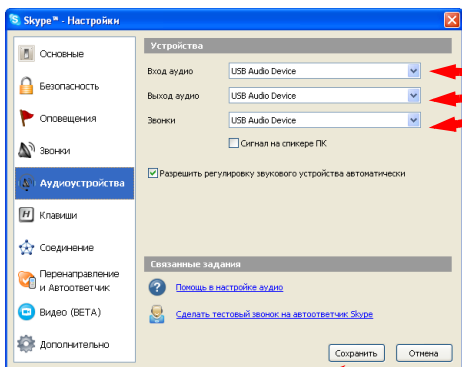 Skype™ - Настройки
Основные
Безопасность
Оповещения
Звонки
Аудиоустройства
Клавиши
Соединение
Перенаправление
и Автоответчик
Видео (BETA)
Дополнительно
Устройства
Вход аудио USB Audio Device
Выход аудио USB Audio Device
Звонки USB Audio Device
Сигнал на спикере ПК
Разрешить регулировку звукового устройства автоматически
Связанные задания
Помощь в настройке аудио
Сделать тестовый звонок на автоответчик Skype
Сохранить Отмена